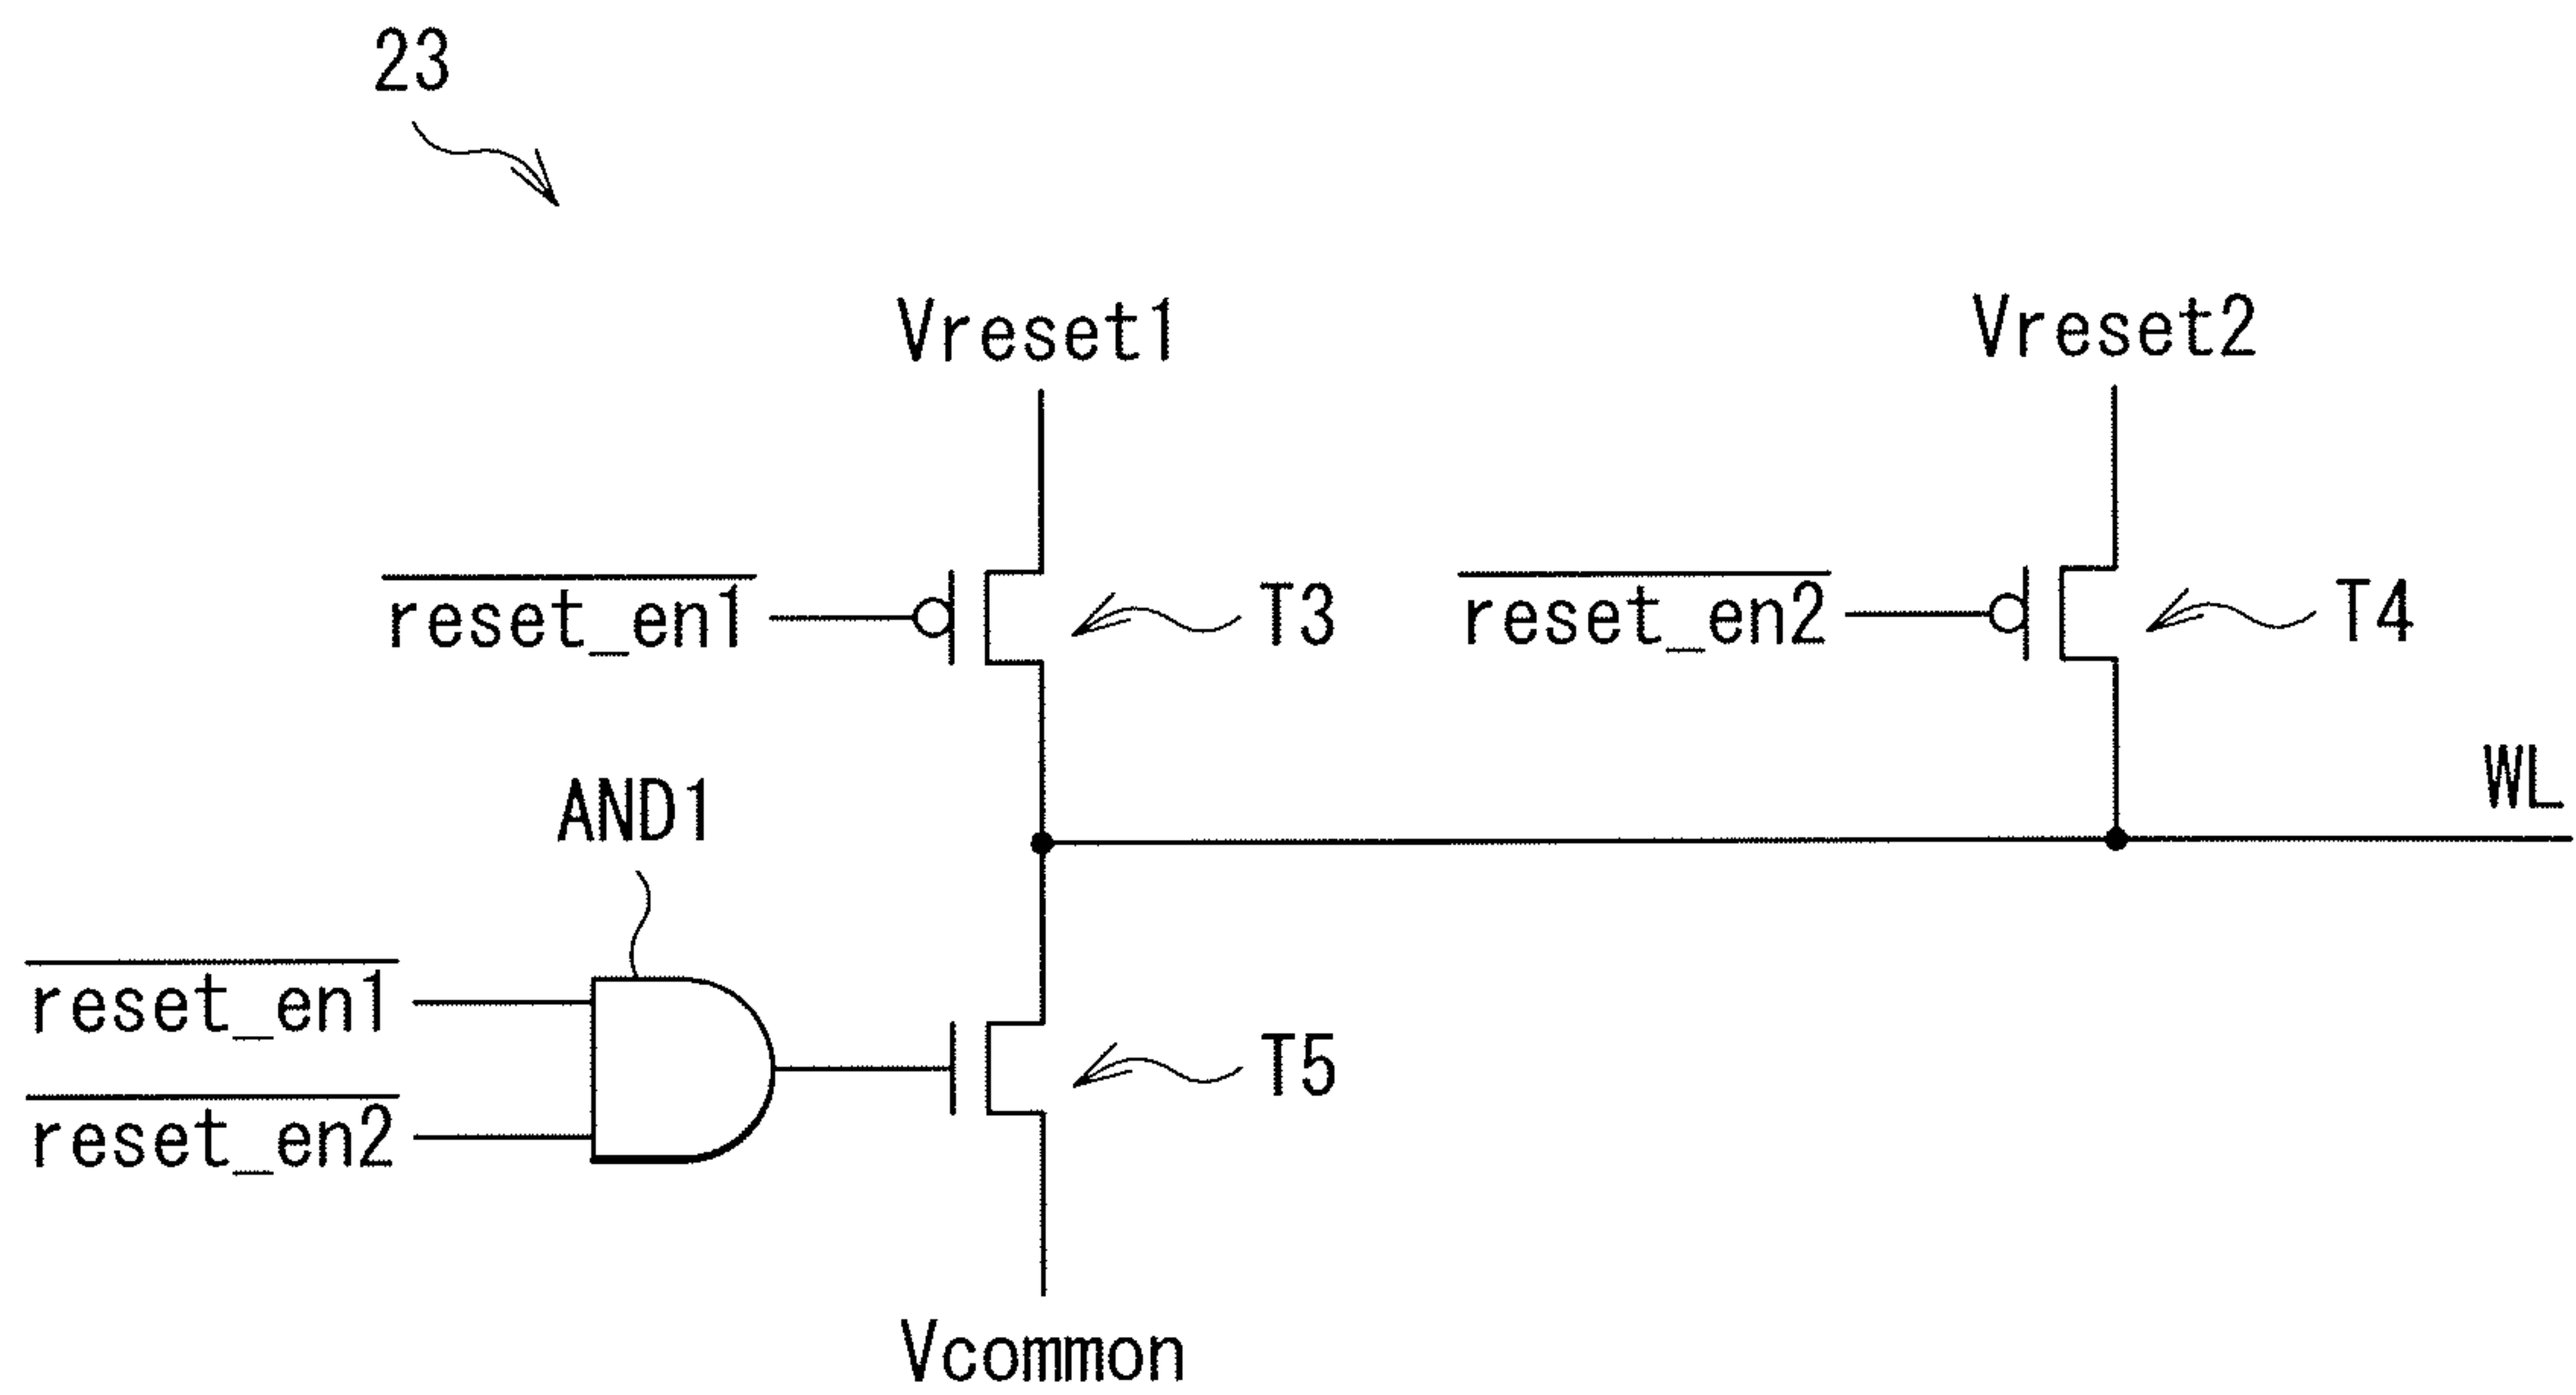 23
Vreset1
Vreset2
reset_en1
T3
reset_en2
T4
AND1
WL
reset_en1
T5
reset_en2
Vcommon